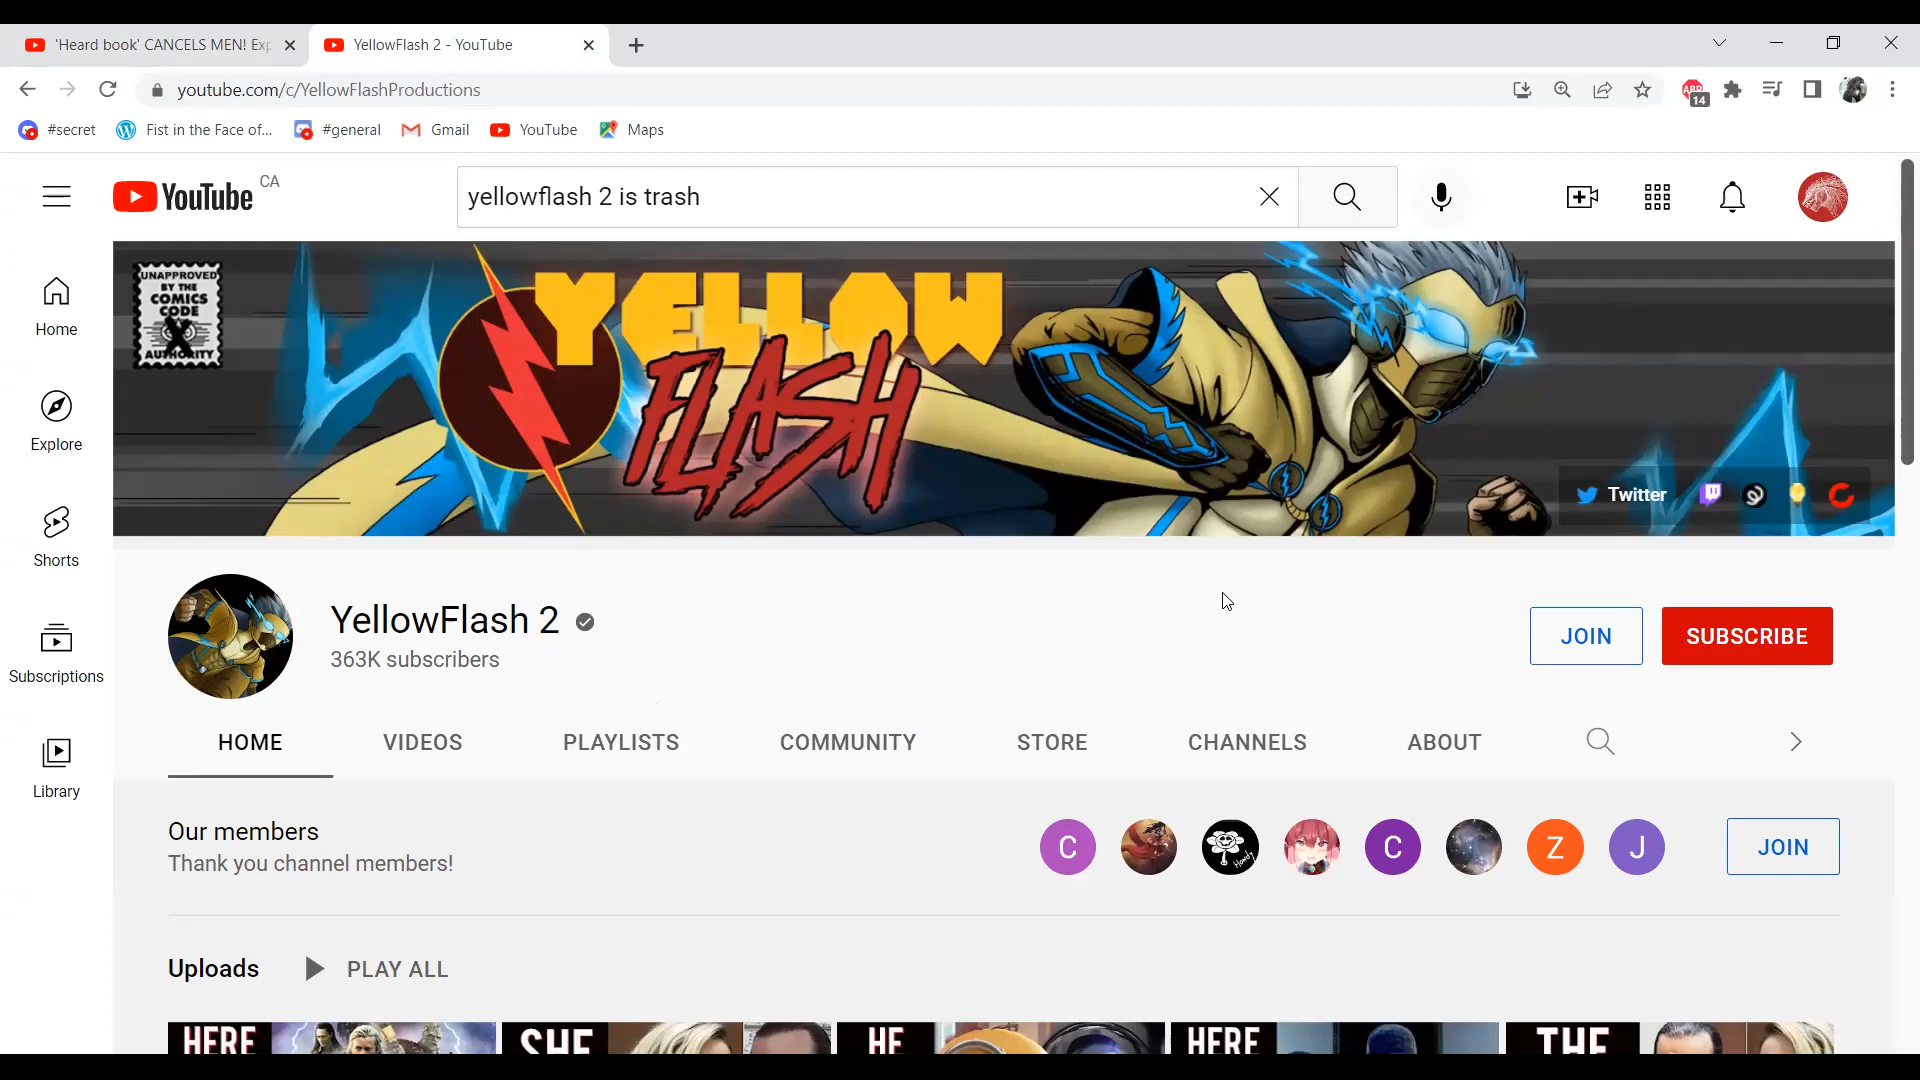 'Heard book' CANCELS MEN! Exp
YellowFlash 2 - YouTube
youtube.com/c/YellowFlashProductions
ABP
14
#secret
Fist in the Face of...
#general
Gmail
YouTube
Maps
YouTube CA
yellowflash 2 is trash
UNAPPROVED
BY THE
COMICS
CODE
AUTHORITY
YELLOW
FLASH
Twitter
Home
Explore
Shorts
Subscriptions
Library
YellowFlash 2
363K subscribers
JOIN
SUBSCRIBE
HOME
VIDEOS
PLAYLISTS
COMMUNITY
STORE
CHANNELS
ABOUT
Our members
Thank you channel members!
C
Howdy
C
Z
J
JOIN
Uploads
PLAY ALL
HERE
SHE
HE
HERE
THE